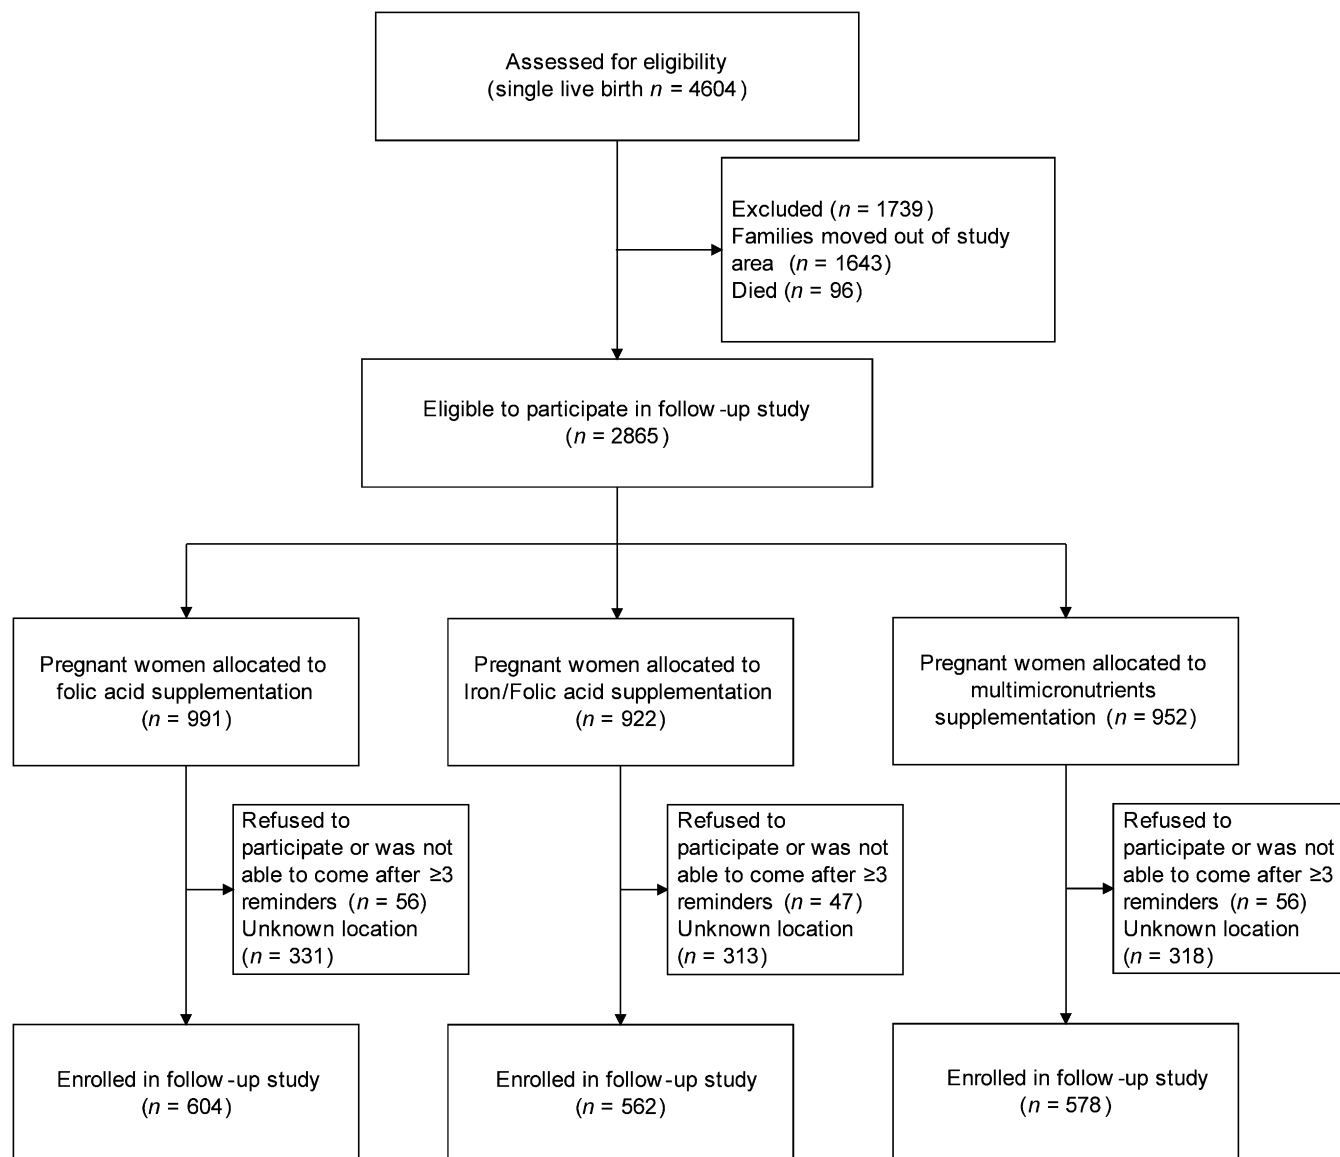 Assessed for eligibility
(single live birth n = 4604)
Excluded (n = 1739)
Families moved out of study
area (n = 1643)
Died (n = 96)
Eligible to participate in follow-up study
(n = 2865)
Pregnant women allocated to
folic acid supplementation
(n = 991)
Pregnant women allocated to
Iron/Folic acid supplementation
(n = 922)
Pregnant women allocated to
multimicronutrients
supplementation (n = 952)
Refused to
participate or was not
able to come after ≥3
reminders (n = 56)
Unknown location
(n = 331)
Refused to
participate or was not
able to come after ≥3
reminders (n = 47)
Unknown location
(n = 313)
Refused to
participate or was not
able to come after ≥3
reminders (n = 56)
Unknown location
(n = 318)
Enrolled in follow-up study
(n = 604)
Enrolled in follow-up study
(n = 562)
Enrolled in follow-up study
(n = 578)